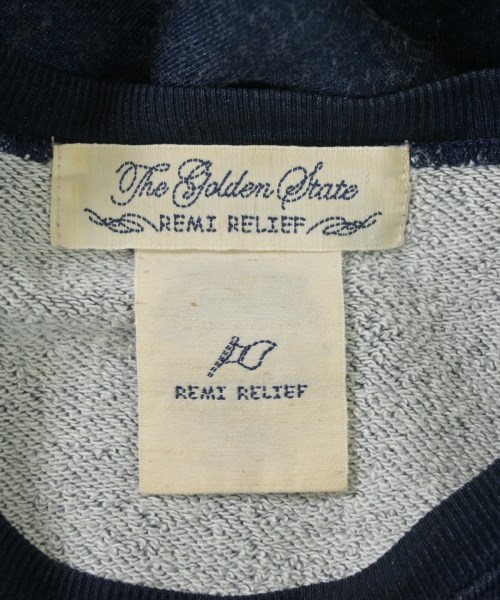 The Golden State
REMI RELIEF
REMI RELIEF